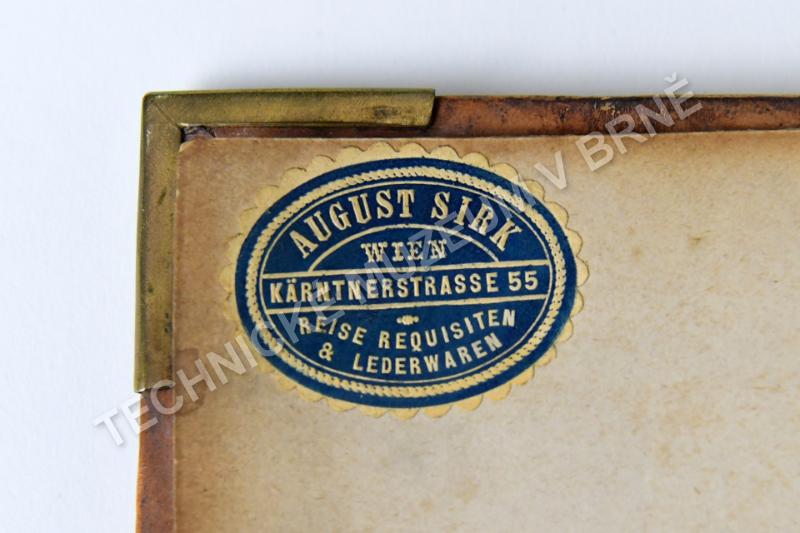 AUGUST SIRK
WIEN
KÄRNTNERSTRASSE 55
REISE REQUISITEN
& LEDERWAREN
TECHNICKÉ MUZEUM V BRNĚ